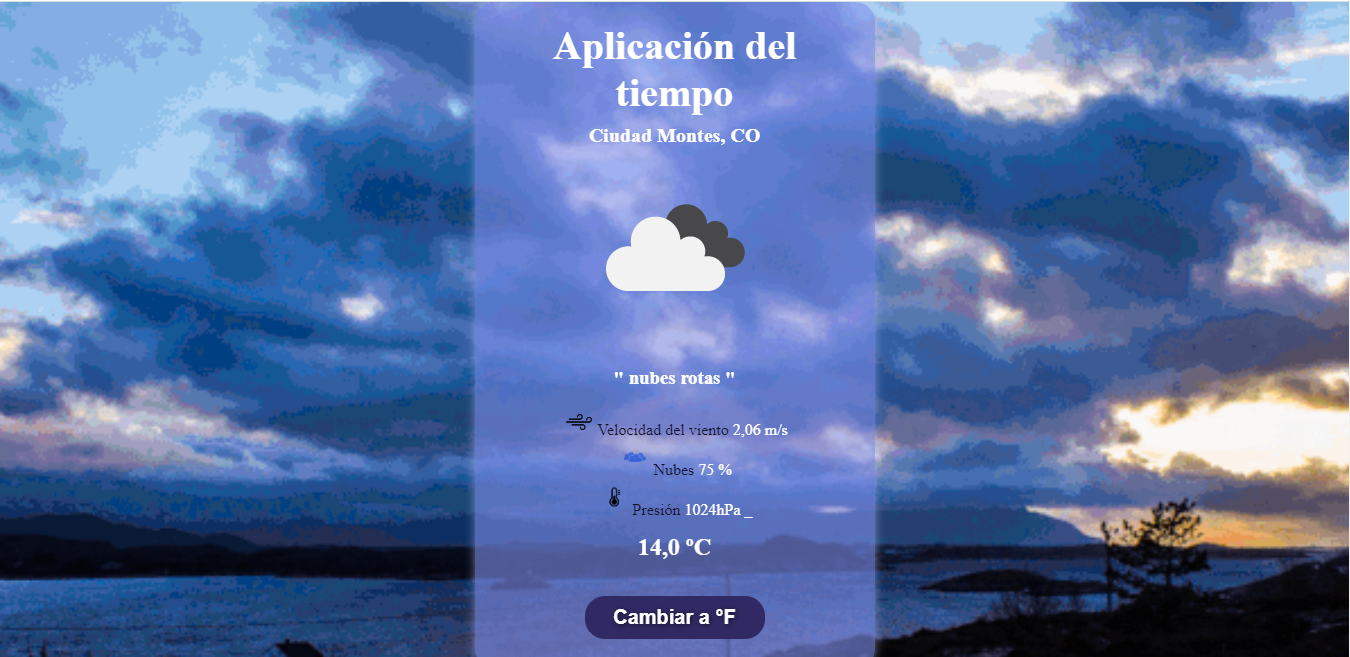 Aplicación del
tiempo
Ciudad Montes, CO
" nubes rotas "
Velocidad del viento 2,06 m/s
Nubes 75 %
Presión 1024hPa _
14,0 ºC
Cambiar a °F